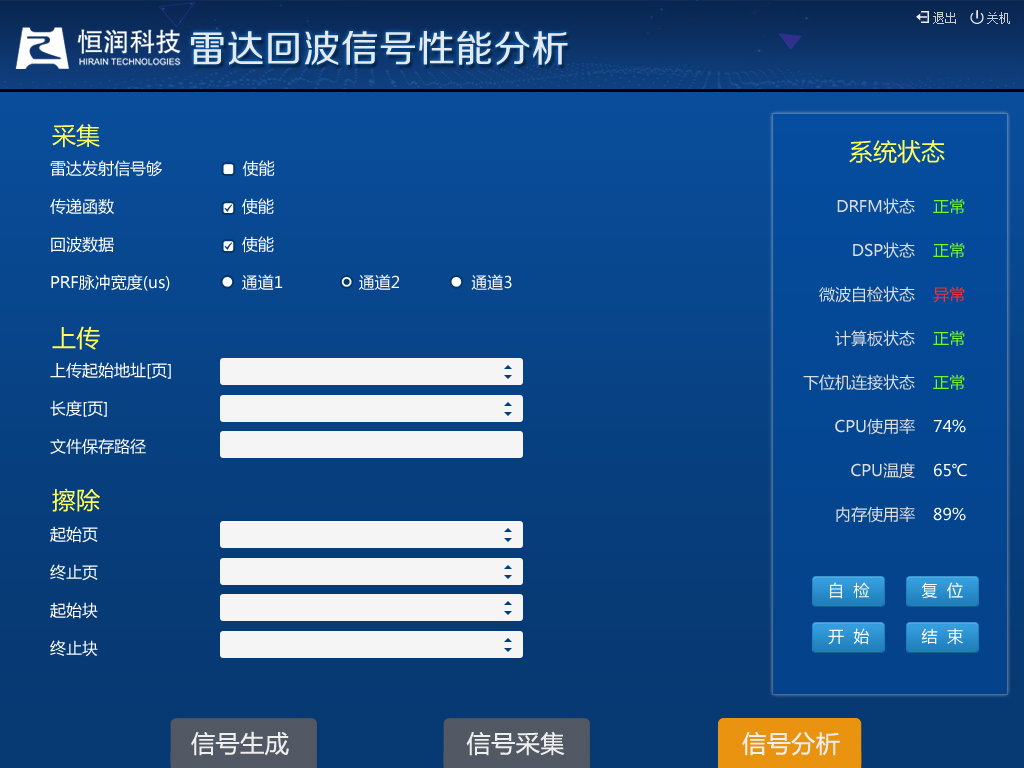 退出 关机
恒润科技
HIRAIN TECHNOLOGIES
雷达回波信号性能分析
采集
雷达发射信号够 使能
传递函数 使能
回波数据 使能
PRF脉冲宽度(us) 通道1 通道2 通道3
上传
上传起始地址[页]
长度[页]
文件保存路径
擦除
起始页
终止页
起始块
终止块
系统状态
DRFM状态 正常
DSP状态 正常
微波自检状态 异常
计算板状态 正常
下位机连接状态 正常
CPU使用率 74%
CPU温度 65℃
内存使用率 89%
自 检 复 位
开 始 结 束
信号生成 信号采集 信号分析